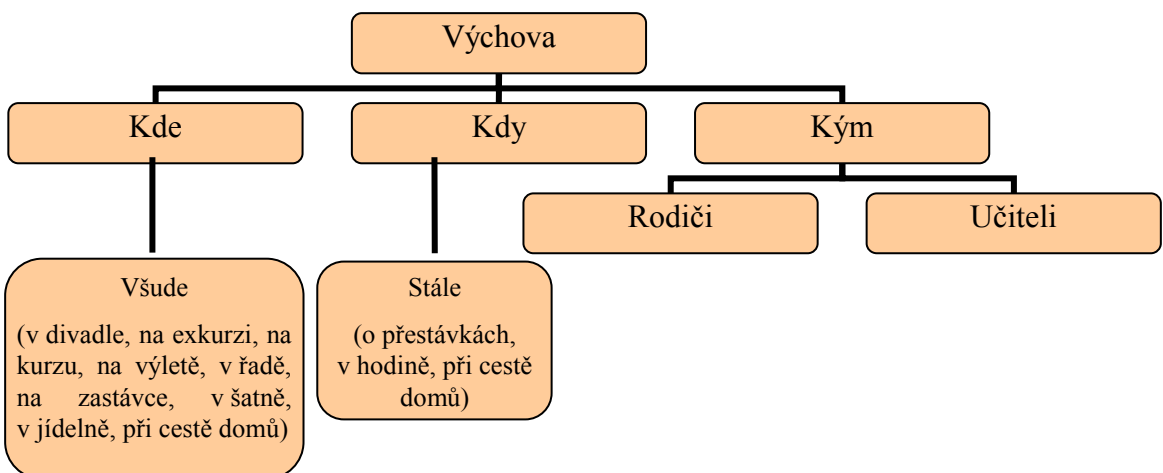 Výchova
Kde
Kdy
Kým
Rodiči
Učiteli
Všude
(v divadle, na exkurzi, na
kurzu, na výletě, v řadě,
na zastávce, v šatně,
v jídelně, při cestě domů)
Stále
(o přestávkách,
v hodině, při cestě
domů)